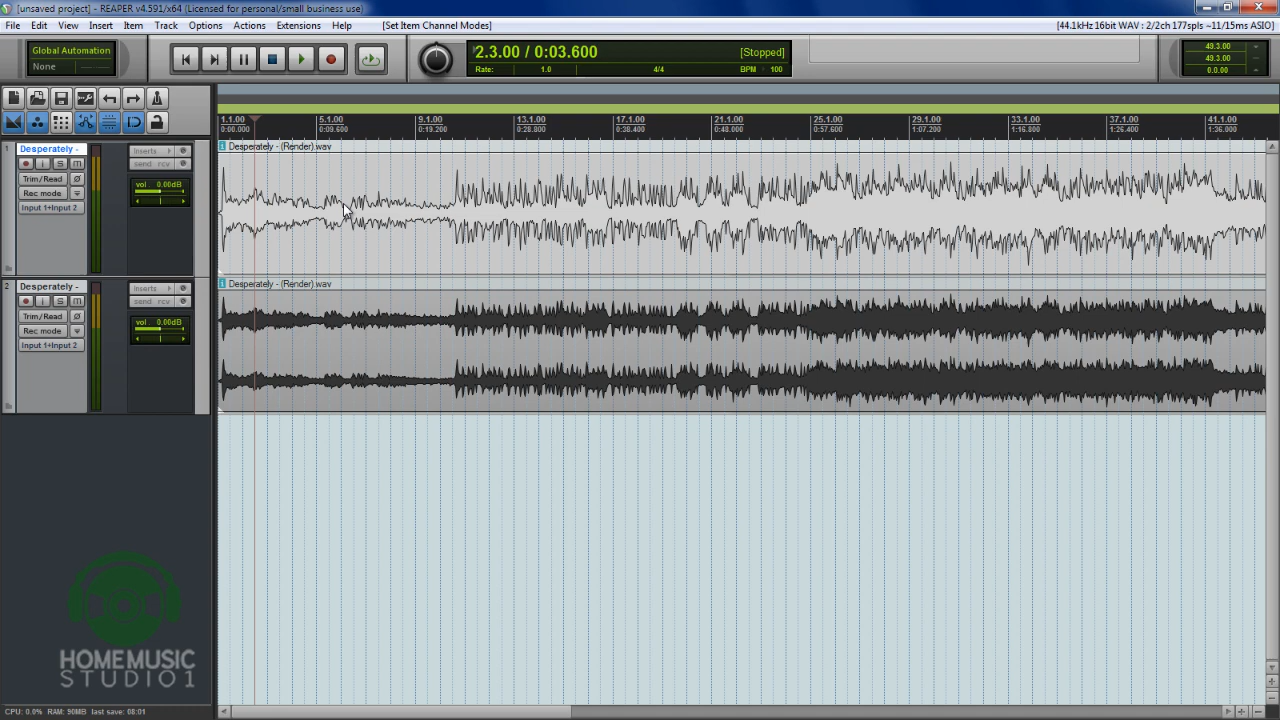 [unsaved project] - REAPER v4.591/x64 (Licensed for personal/small business use)
File Edit View Insert Item Track Options Actions Extensions Help [Set Item Channel Modes] [44.1kHz 16bit WAV : 2/2ch 177spls ~11/15ms ASIO]
Global Automation
None
2.3.00 / 0:03.600 [Stopped]
Rate: 1.0 4/4 BPM 100
49.3.00
49.3.00
0.0.00
1.1.00 5.1.00 9.1.00 13.1.00 17.1.00 21.1.00 25.1.00 29.1.00 33.1.00 37.1.00 41.1.00
0:00.000 0:09.600 0:19.200 0:28.800 0:38.400 0:48.000 0:57.600 1:07.200 1:16.800 1:26.400 1:36.000
1 Desperately - Inserts Desperately - (Render).wav
i S M send rcv
Trim/Read Ø vol 0.00dB
Rec mode
Input 1+Input 2
2 Desperately - Inserts Desperately - (Render).wav
i S M send rcv
Trim/Read Ø vol 0.00dB
Rec mode
Input 1+Input 2
HOMEMUSIC
STUDIO1
CPU: 0.0% RAM: 90MB last save: 08:01